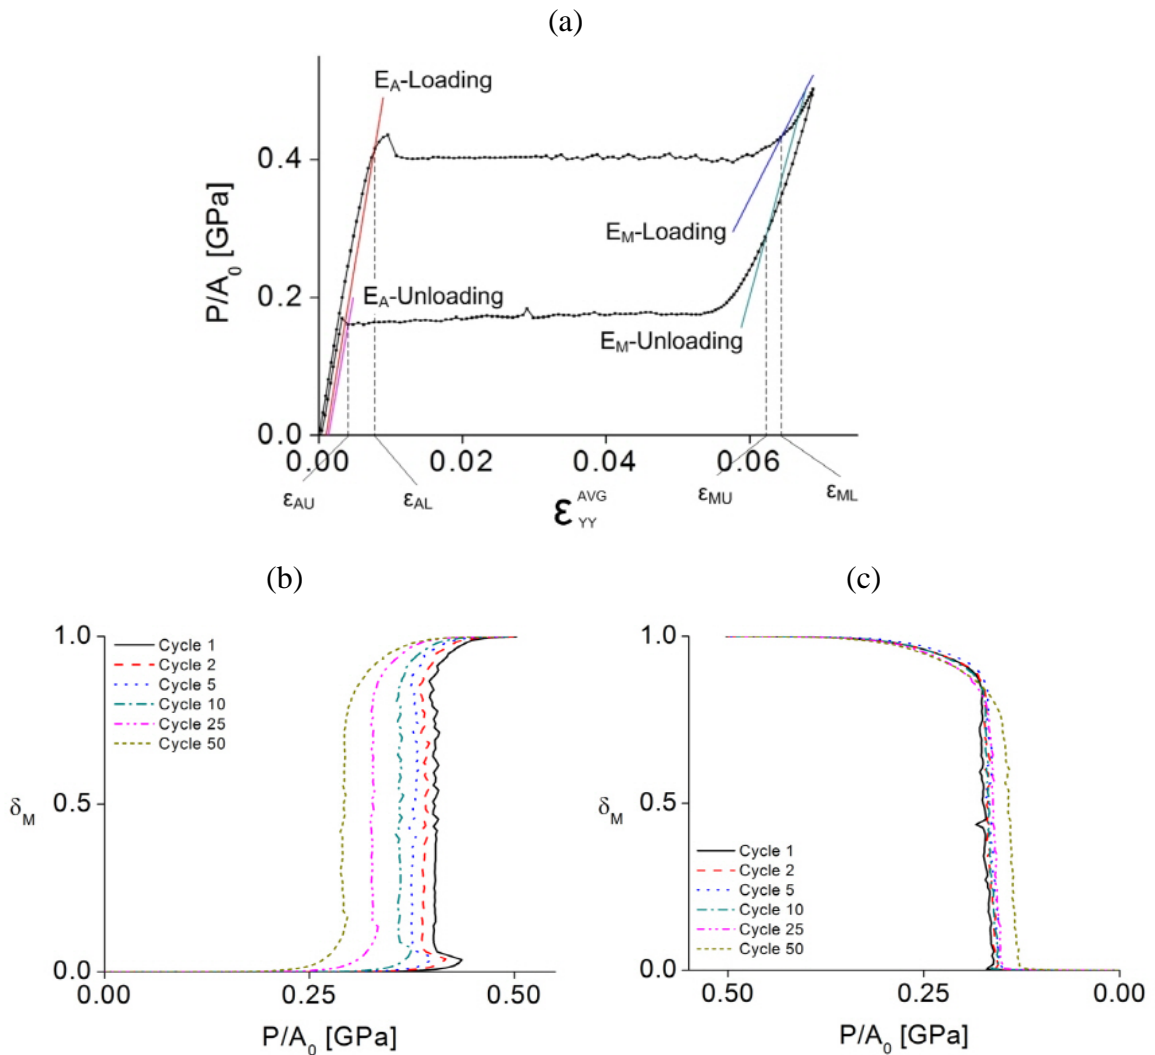 (a)
E_A-Loading
0.4
E_M-Loading
P/A_0 [GPa]
E_A-Unloading
0.2
E_M-Unloading
0.0
0.00 0.02 0.04 0.06
ε_AU ε_AL ε_YY^AVG ε_MU ε_ML
(b)
1.0
Cycle 1
Cycle 2
Cycle 5
Cycle 10
Cycle 25
Cycle 50
δ_M
0.5
0.0
0.00 0.25 0.50
P/A_0 [GPa]
(c)
1.0
δ_M
0.5
Cycle 1
Cycle 2
Cycle 5
Cycle 10
Cycle 25
Cycle 50
0.0
0.50 0.25 0.00
P/A_0 [GPa]